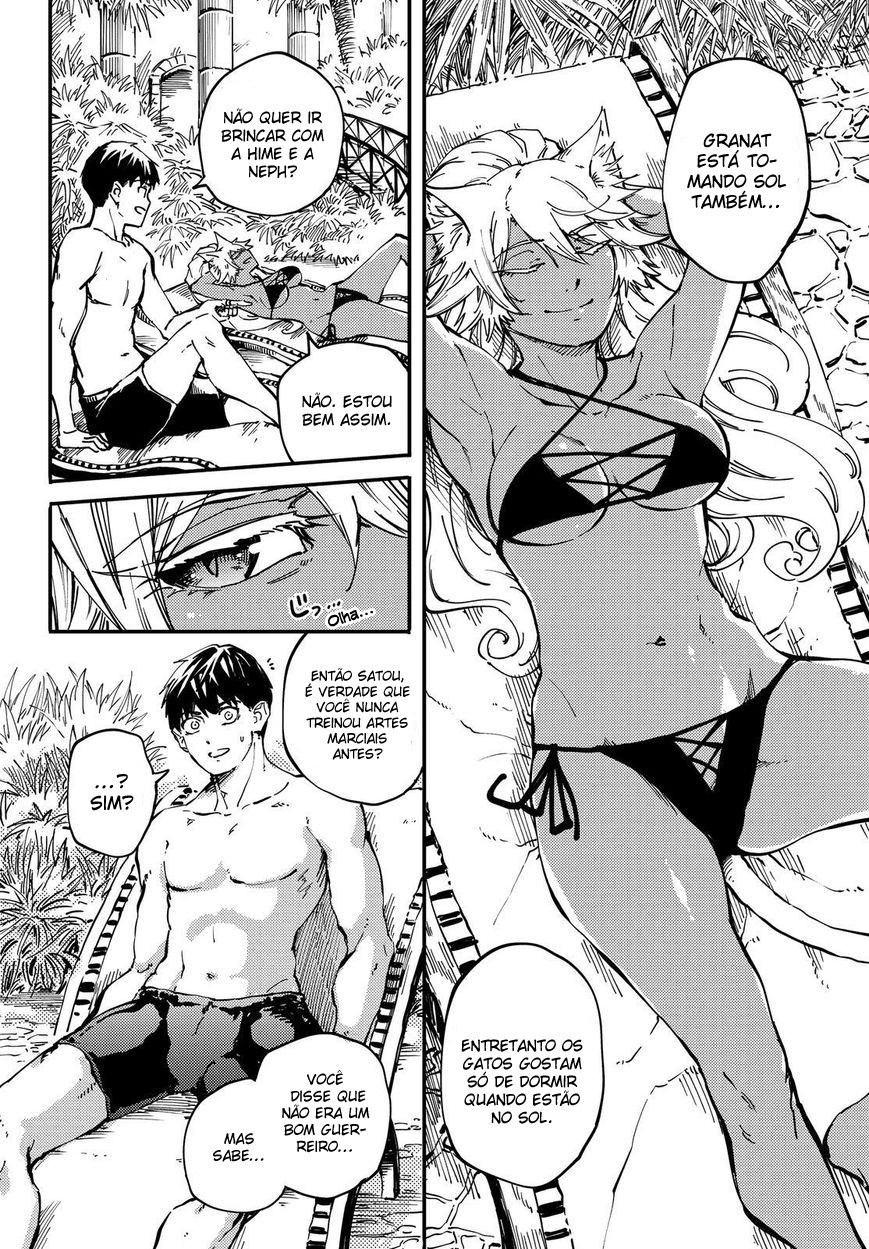 GRANAT
ESTÁ TO-
MANDO SOL
TAMBÉM...
ENTRETANTO OS
GATOS GOSTAM
SÓ DE DORMIR
QUANDO ESTÃO
NO SOL.
NÃO QUER IR
BRINCAR COM
A HIME E A
NEPH?
NÃO. ESTOU
BEM ASSIM.
じっ...
Olha...
ENTÃO SATOU,
É VERDADE QUE
VOCÊ NUNCA
TREINOU ARTES
MARCIAIS
ANTES?
...?
SIM?
VOCÊ
DISSE QUE
NÃO ERA UM
BOM GUER-
REIRO...
MAS
SABE...